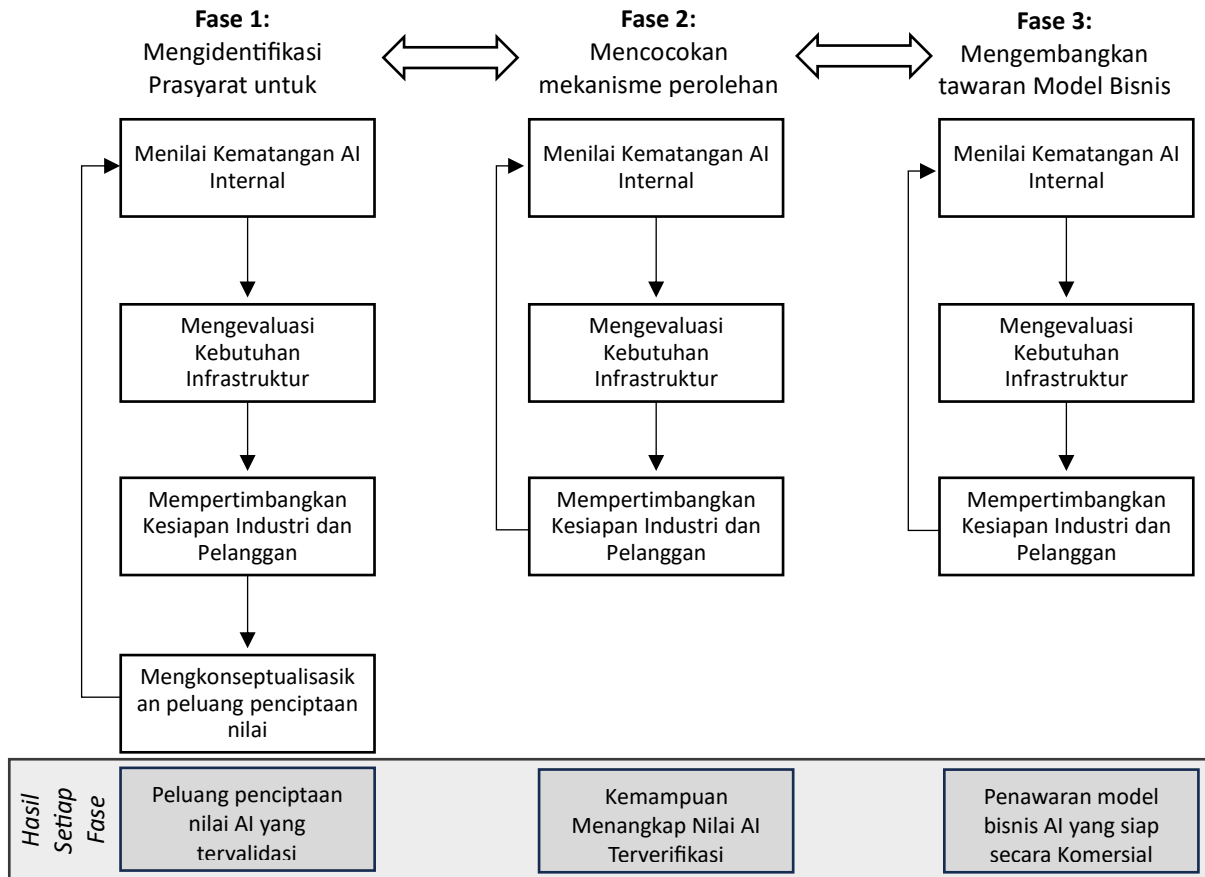 Fase 1:
Mengidentifikasi
Prasyarat untuk
Menilai Kematangan AI
Internal
Mengevaluasi
Kebutuhan
Infrastruktur
Mempertimbangkan
Kesiapan Industri dan
Pelanggan
Mengkonseptualisasik
an peluang penciptaan
nilai
Fase 2:
Mencocokan
mekanisme perolehan
Menilai Kematangan AI
Internal
Mengevaluasi
Kebutuhan
Infrastruktur
Mempertimbangkan
Kesiapan Industri dan
Pelanggan
Fase 3:
Mengembangkan
tawaran Model Bisnis
Menilai Kematangan AI
Internal
Mengevaluasi
Kebutuhan
Infrastruktur
Mempertimbangkan
Kesiapan Industri dan
Pelanggan
Hasil
Setiap
Fase
Peluang penciptaan
nilai AI yang
tervalidasi
Kemampuan
Menangkap Nilai AI
Terverifikasi
Penawaran model
bisnis AI yang siap
secara Komersial